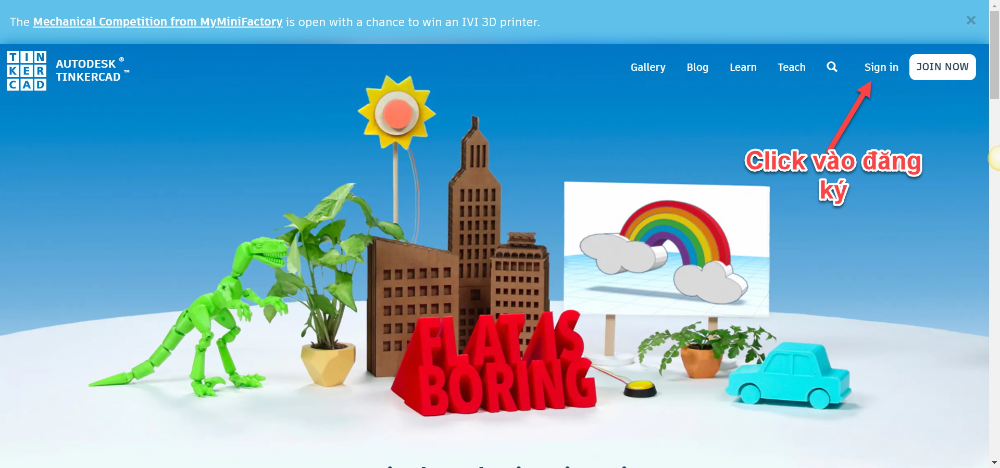 The Mechanical Competition from MyMiniFactory is open with a chance to win an IVI 3D printer.
×
TIN
KER
CAD
AUTODESK ®
TINKERCAD ™
Gallery
Blog
Learn
Teach
Sign in
JOIN NOW
Click vào đăng
ký
FLAT IS
BORING